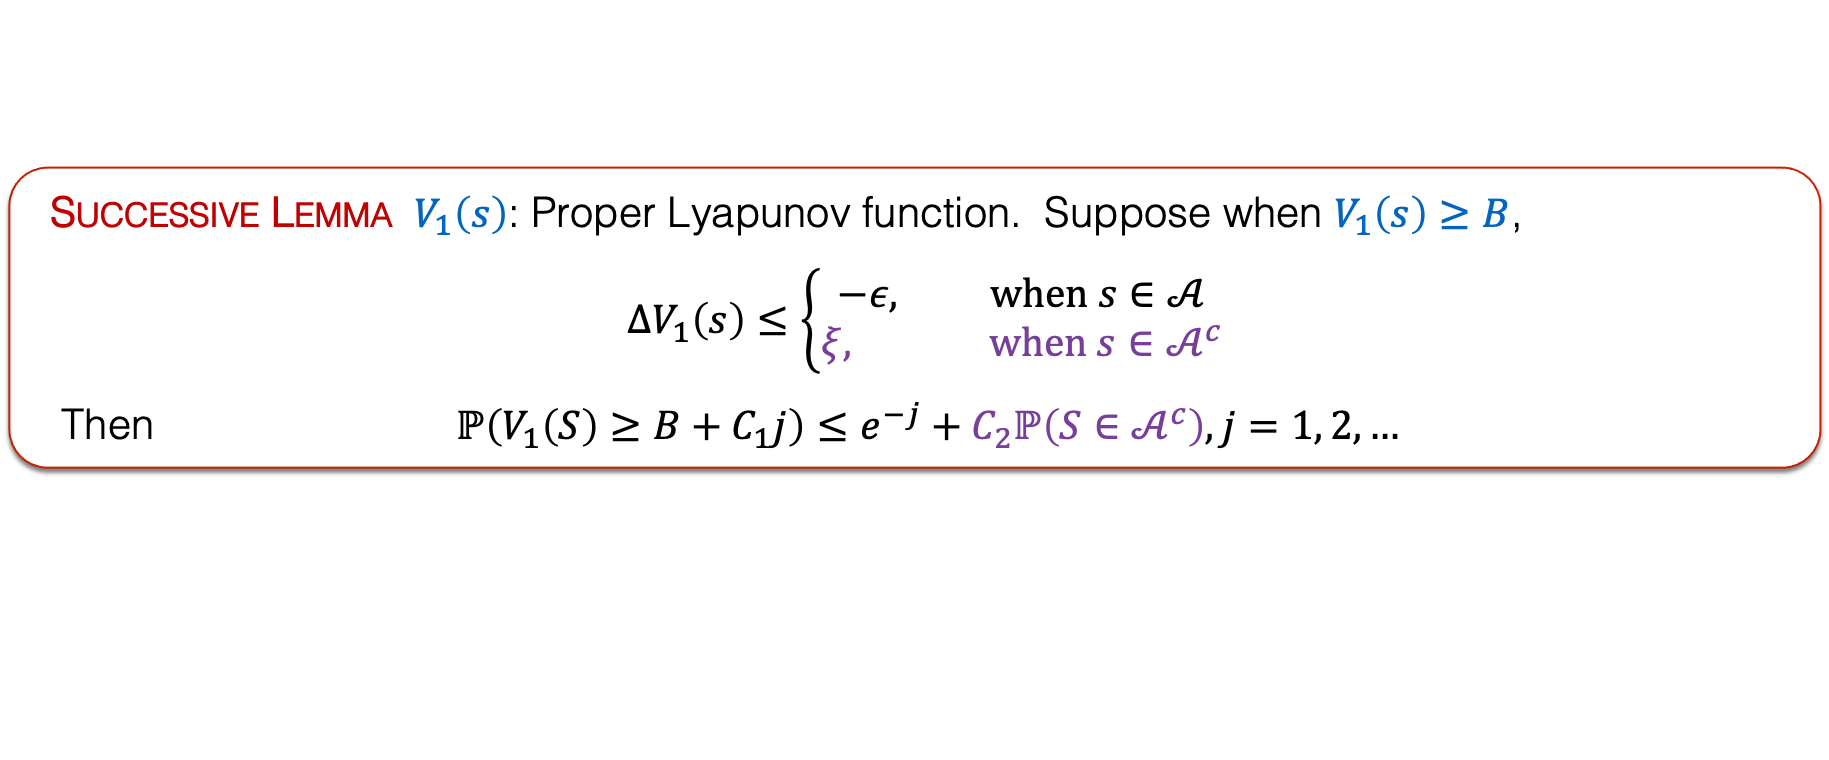 SUCCESSIVE LEMMA V₁(s): Proper Lyapunov function. Suppose when V₁(s) ≥ B,
ΔV₁(s) ≤ { −ϵ, when s ∈ 𝒜
ξ, when s ∈ 𝒜ᶜ
Then ℙ(V₁(S) ≥ B + C₁j) ≤ e⁻ʲ + C₂ℙ(S ∈ 𝒜ᶜ), j = 1, 2, ...